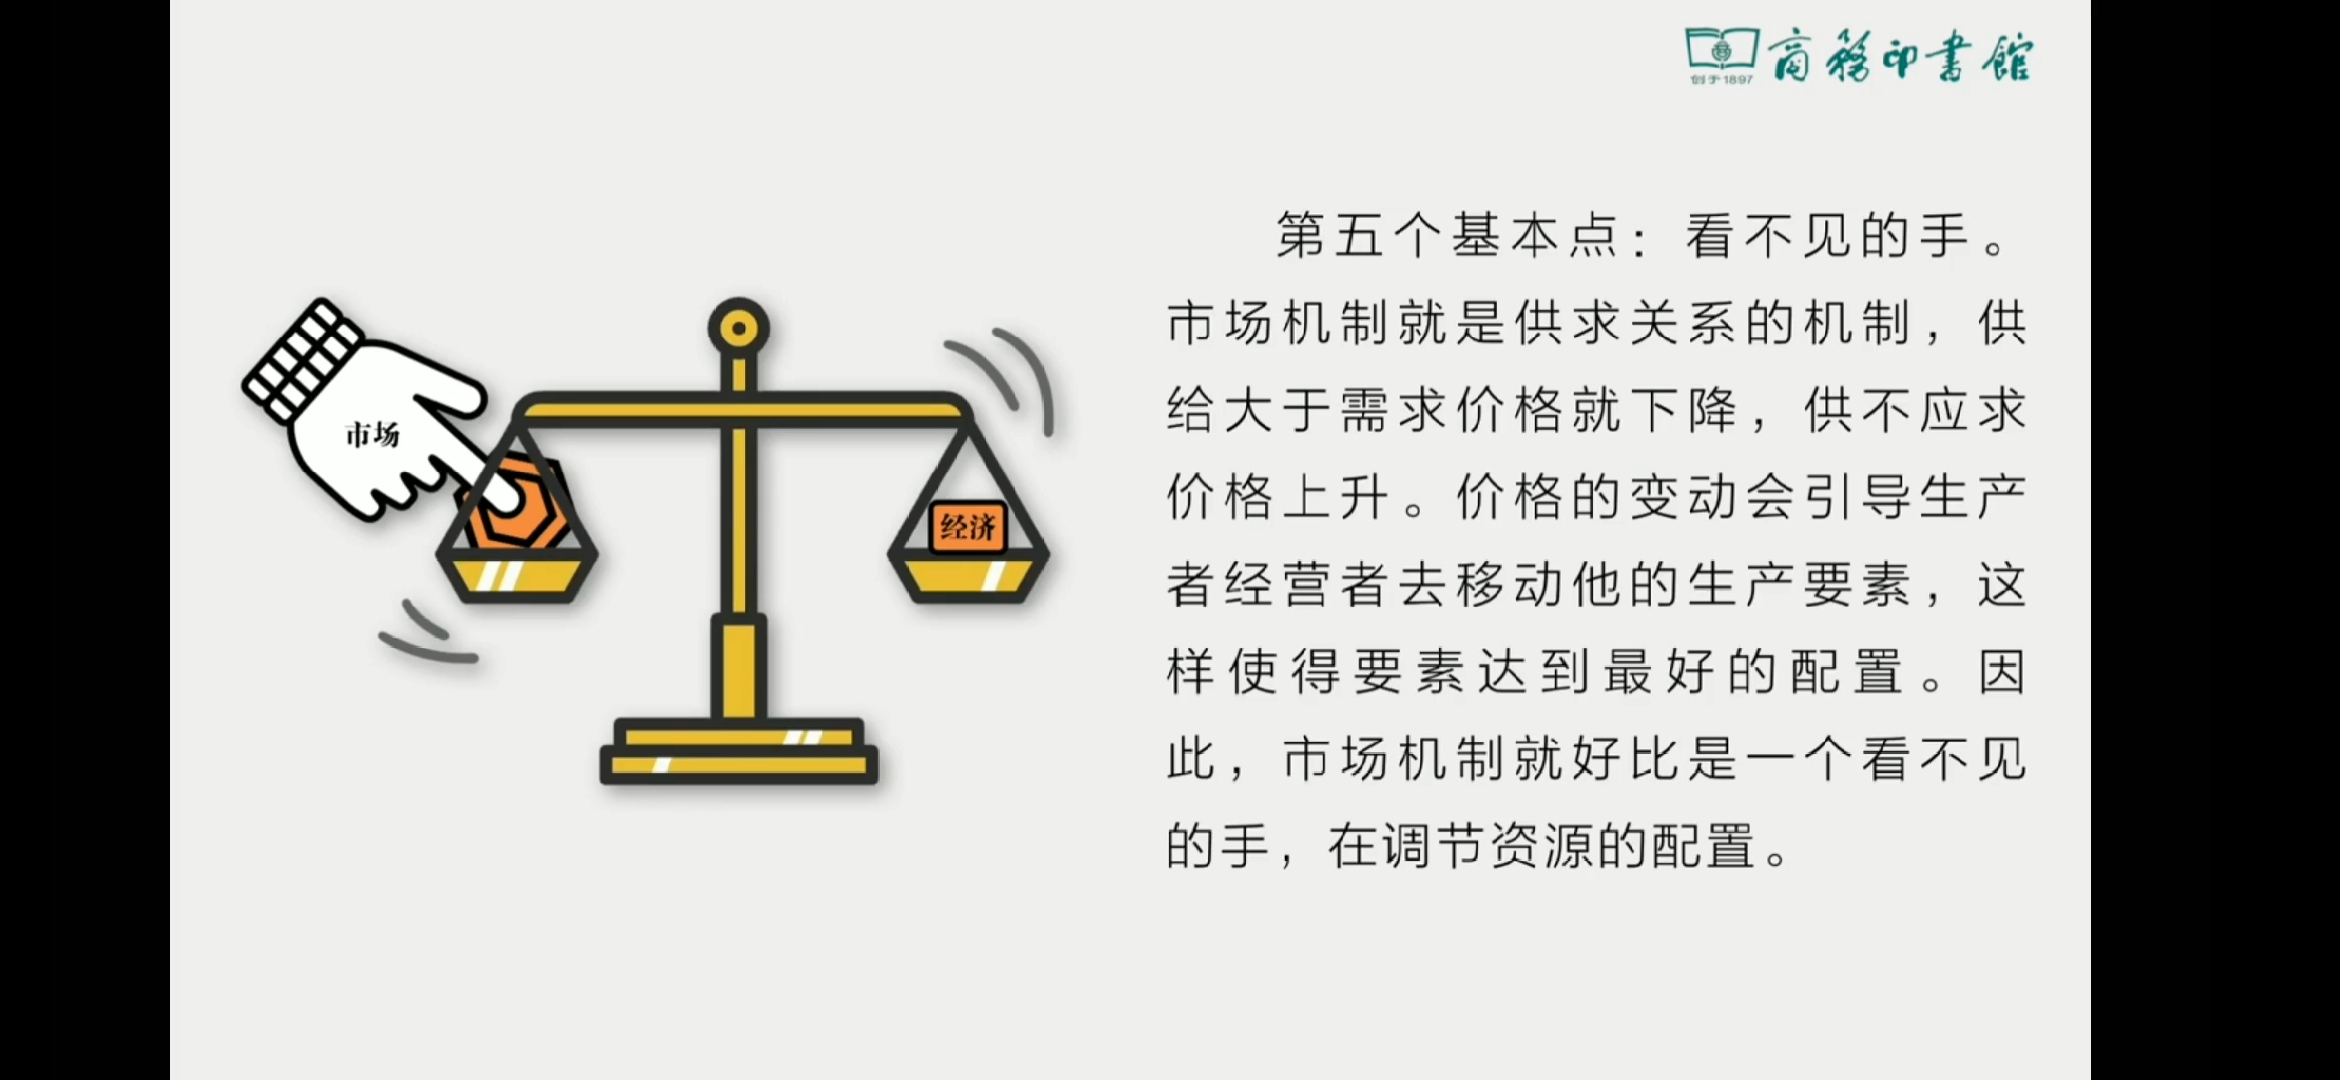 创于1897
商務印書館
第五个基本点：看不见的手。
市场机制就是供求关系的机制，供
给大于需求价格就下降，供不应求
价格上升。价格的变动会引导生产
者经营者去移动他的生产要素，这
样使得要素达到最好的配置。因
此，市场机制就好比是一个看不见
的手，在调节资源的配置。
市场
经济